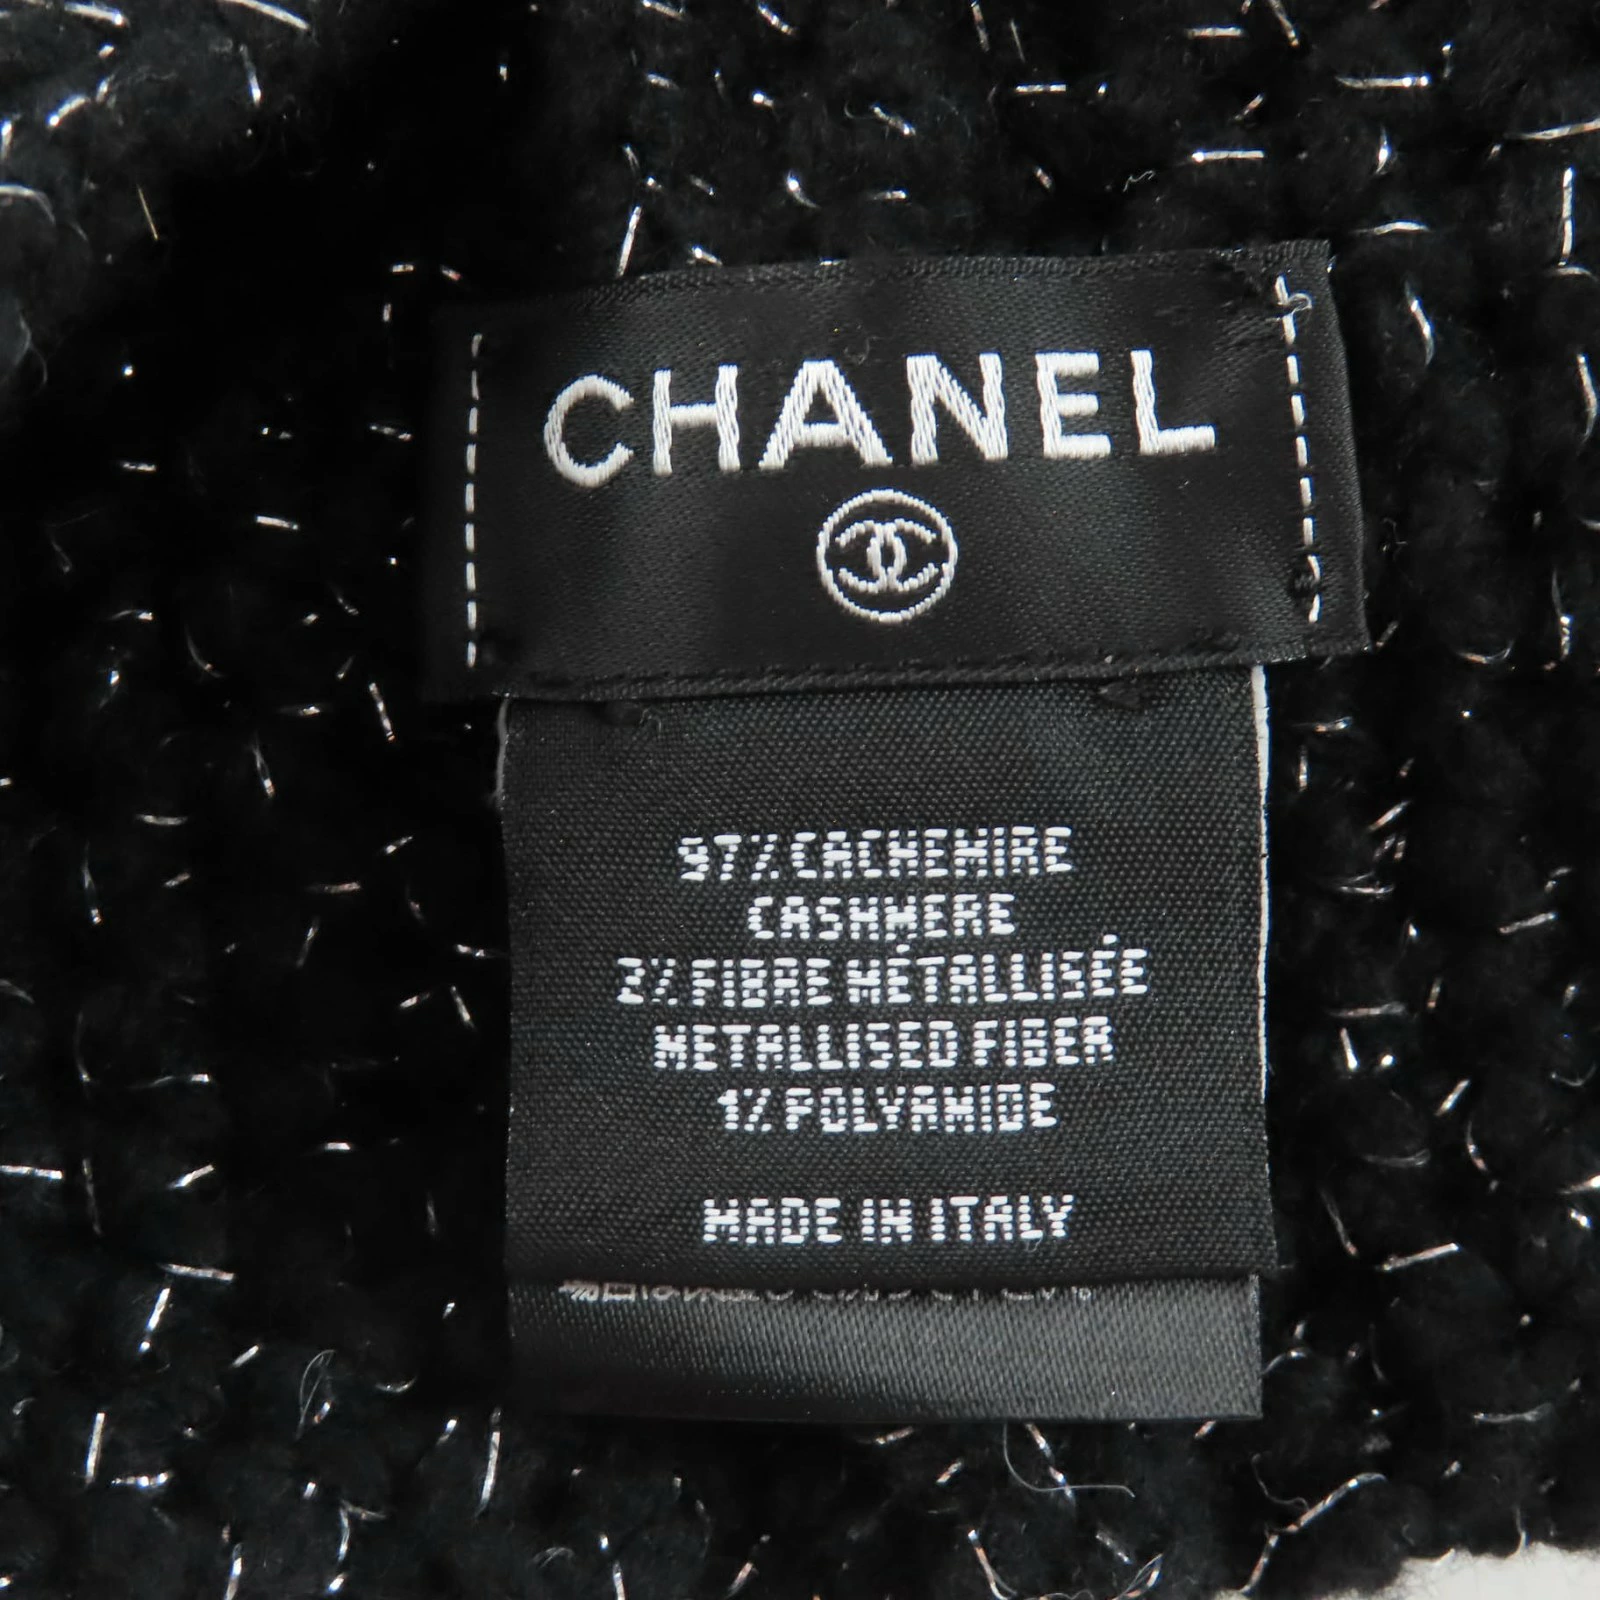 CHANEL
97% CACHEMIRE
CASHMERE
2% FIBRE MÉTALLISÉE
METALLISED FIBER
1% POLYAMIDE
MADE IN ITALY